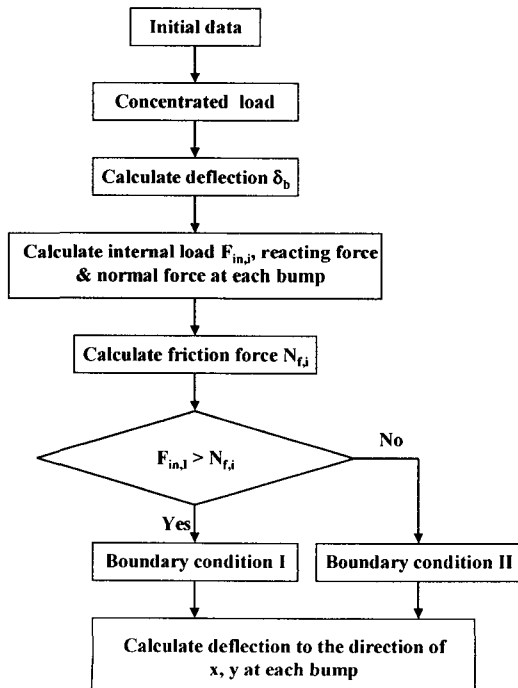 Initial data
Concentrated load
Calculate deflection δb
Calculate internal load Fin,i, reacting force
& normal force at each bump
Calculate friction force Nf,i
Fin,I > Nf,i
No
Yes
Boundary condition I
Boundary condition II
Calculate deflection to the direction of
x, y at each bump